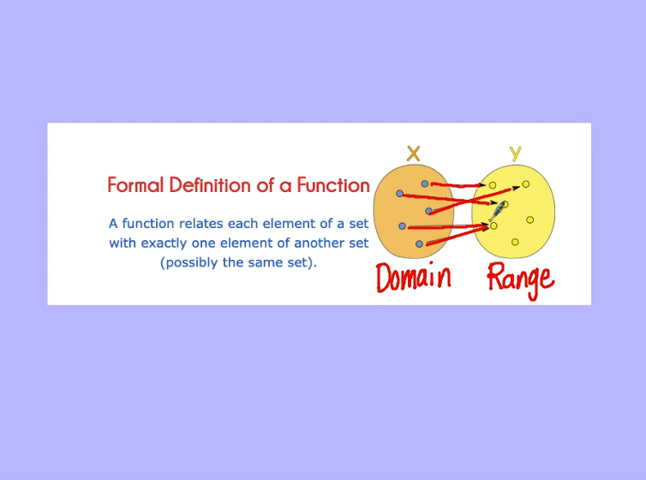 X Y
Formal Definition of a Function
A function relates each element of a set
with exactly one element of another set
(possibly the same set).
Domain Range